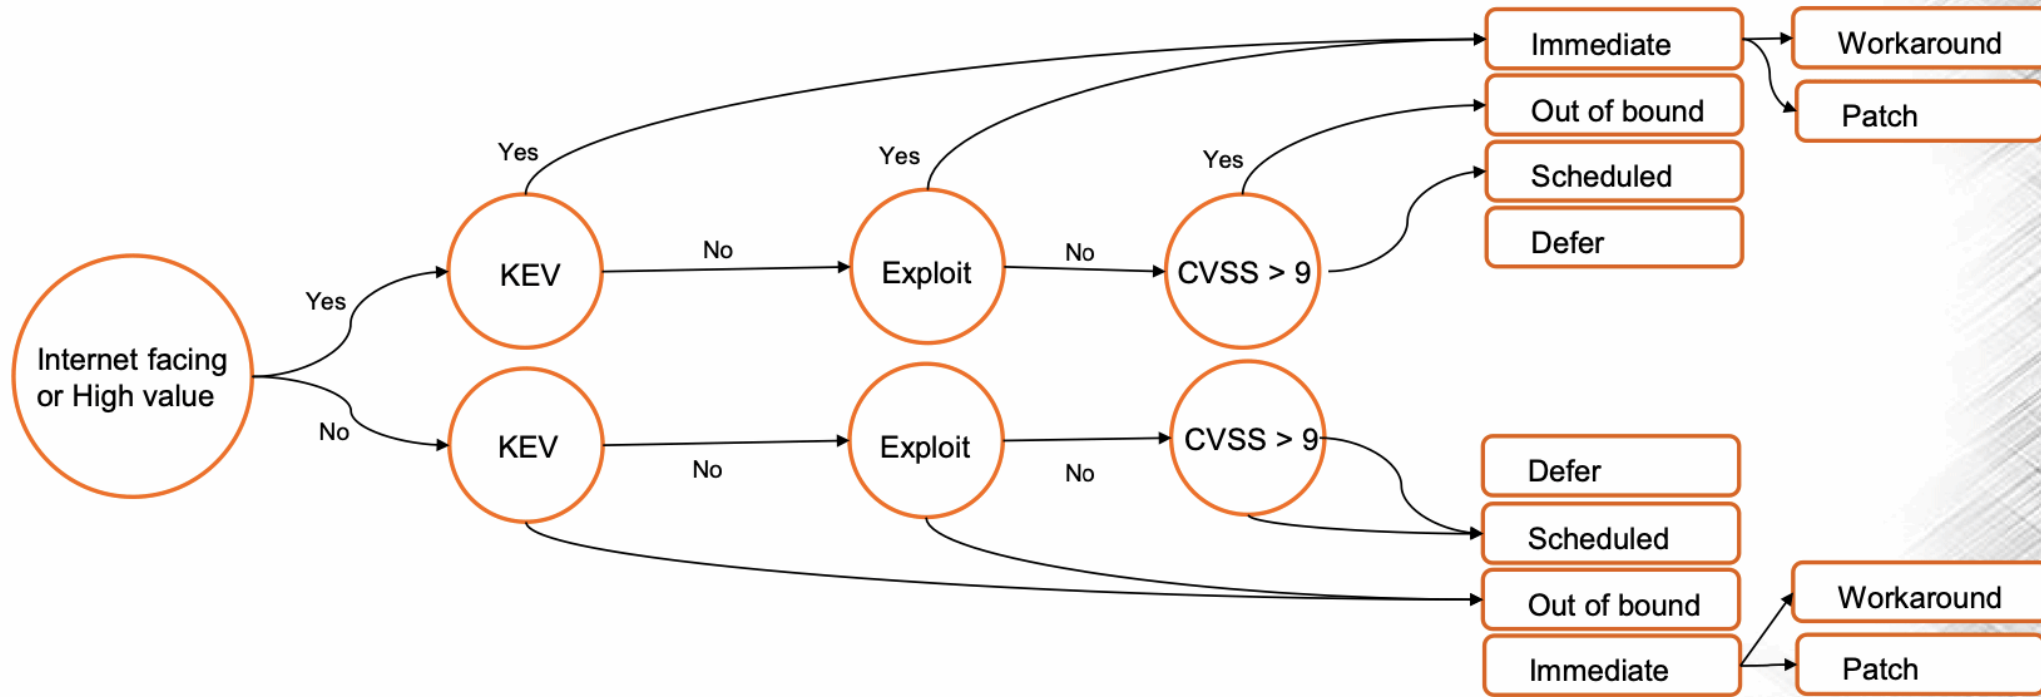 Immediate
Workaround
Out of bound
Patch
Yes
Yes
Yes
Scheduled
Defer
No
No
KEV
Exploit
CVSS > 9
Yes
Internet facing
or High value
No
KEV
No
Exploit
No
CVSS > 9
Defer
Scheduled
Out of bound
Workaround
Immediate
Patch